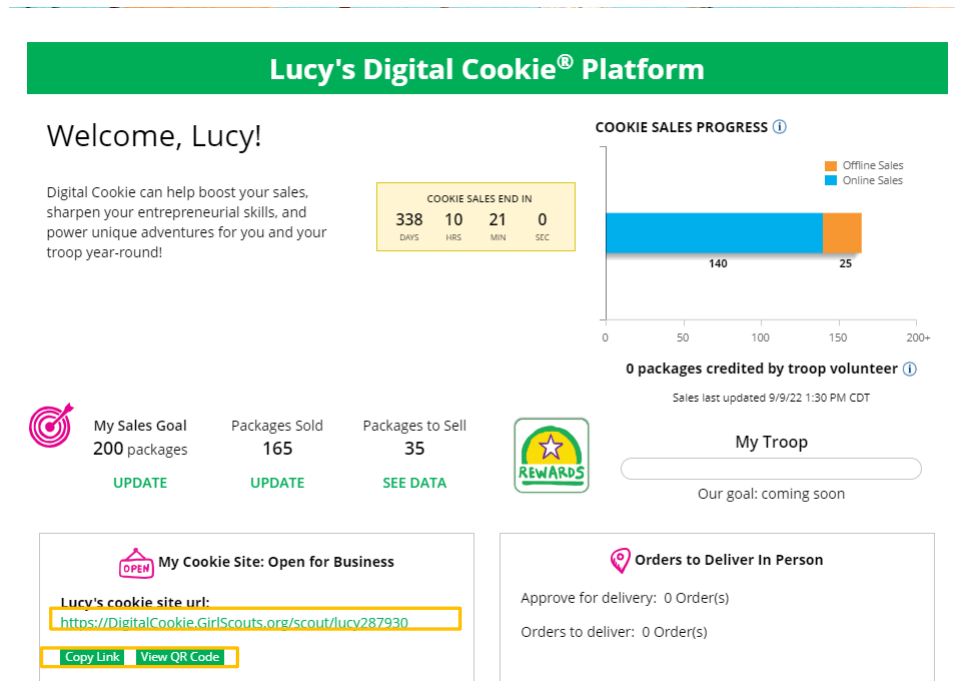 Lucy's Digital Cookie® Platform
Welcome, Lucy!
Digital Cookie can help boost your sales,
sharpen your entrepreneurial skills, and
power unique adventures for you and your
troop year-round!
COOKIE SALES END IN
338 10 21 0
DAYS HRS MIN SEC
COOKIE SALES PROGRESS i
Offline Sales
Online Sales
140 25
0 50 100 150 200+
0 packages credited by troop volunteer i
Sales last updated 9/9/22 1:30 PM CDT
My Sales Goal
200 packages
UPDATE
Packages Sold
165
UPDATE
Packages to Sell
35
SEE DATA
REWARDS
My Troop
Our goal: coming soon
OPEN My Cookie Site: Open for Business
Lucy's cookie site url:
https://DigitalCookie.GirlScouts.org/scout/lucy287930
Copy Link View QR Code
Orders to Deliver In Person
Approve for delivery: 0 Order(s)
Orders to deliver: 0 Order(s)